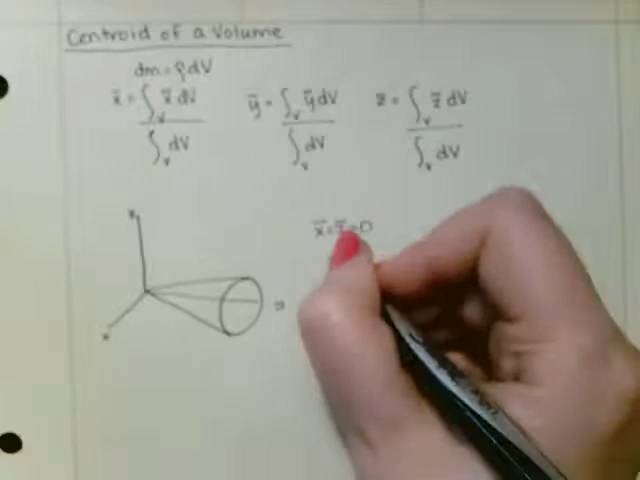 Centroid of a Volume
dm = ρdV
x̄ = ∫v x̃ dV / ∫v dV ȳ = ∫v ỹ dV / ∫v dV z̄ = ∫v z̃ dV / ∫v dV
x̄ = z̄ = 0